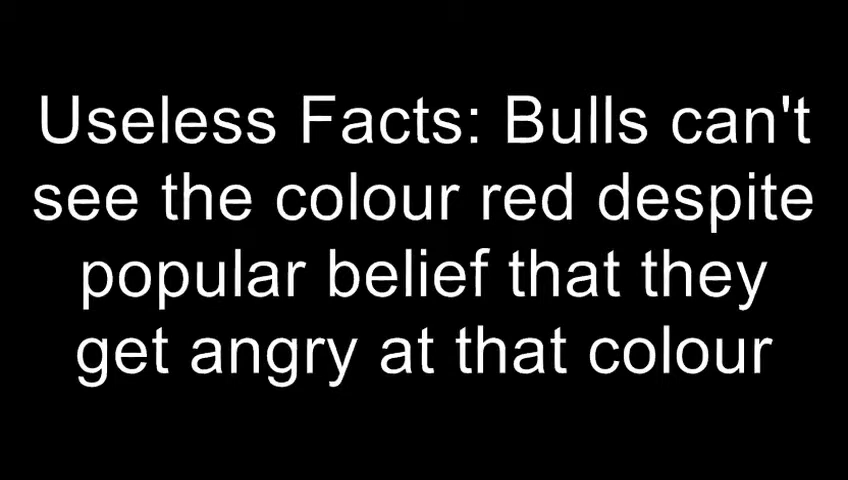 Useless Facts: Bulls can't
see the colour red despite
popular belief that they
get angry at that colour